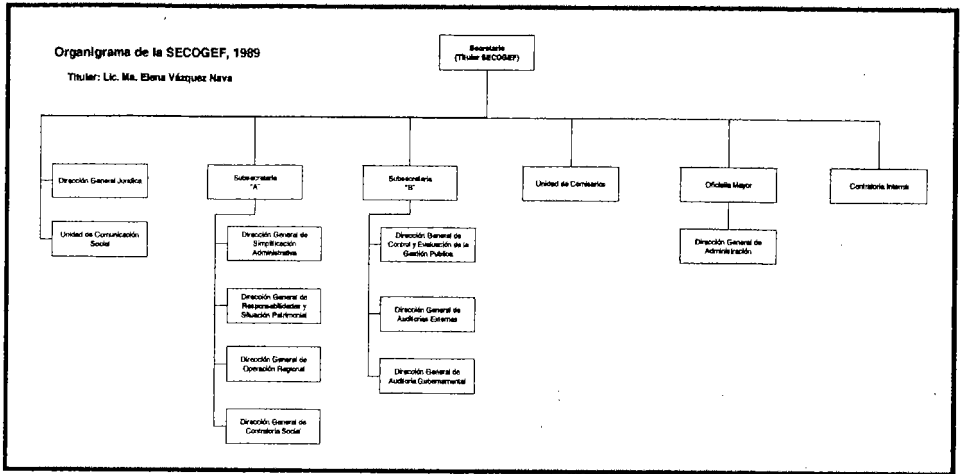 Organigrama de la SECOGEF, 1989
Titular: Lic. Ma. Elena Vázquez Nava
Secretario
(Titular SECOGEF)
Dirección General Jurídica
Unidad de Comunicación
Social
Subsecretaría
"A"
Dirección General de
Simplificación
Administrativa
Dirección General de
Responsabilidades y
Situación Patrimonial
Dirección General de
Operación Regional
Dirección General de
Contraloría Social
Subsecretaría
"B"
Dirección General de
Control y Evaluación de la
Gestión Pública
Dirección General de
Auditorías Externas
Dirección General de
Auditoría Gubernamental
Unidad de Comisarios
Oficialía Mayor
Dirección General de
Administración
Contraloría Interna